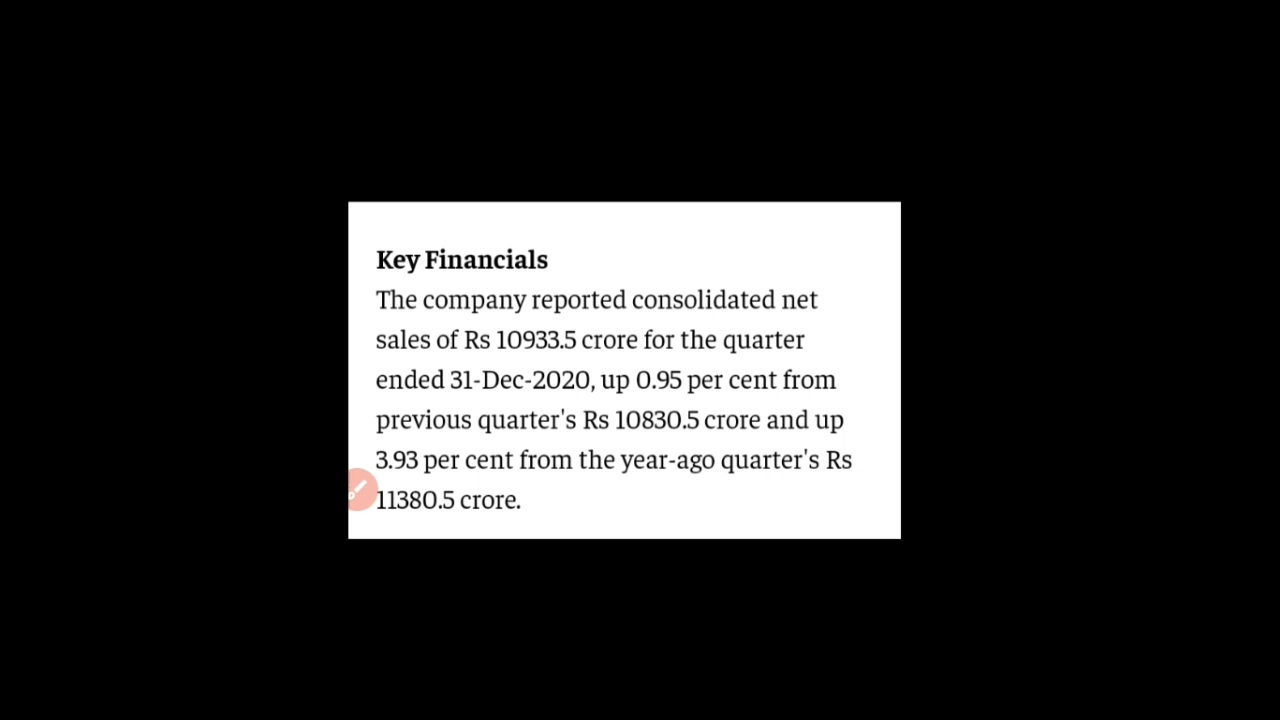 Key Financials
The company reported consolidated net
sales of Rs 10933.5 crore for the quarter
ended 31-Dec-2020, up 0.95 per cent from
previous quarter's Rs 10830.5 crore and up
3.93 per cent from the year-ago quarter's Rs
11380.5 crore.